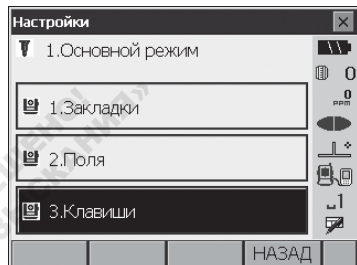 Настройки
1.Основной режим
0
0
PPM
1.Закладки
2.Поля
3.Клавиши
1
НАЗАД